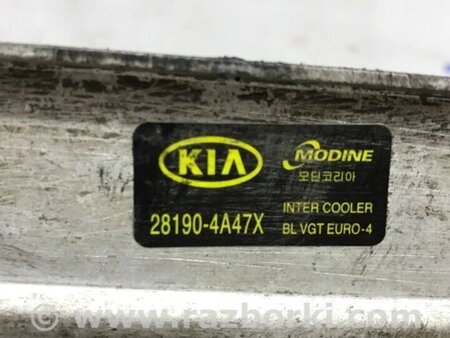 KIA
MODINE
모딘코리아
28190-4A47X
INTER COOLER
BL VGT EURO-4
© www.razborki.com